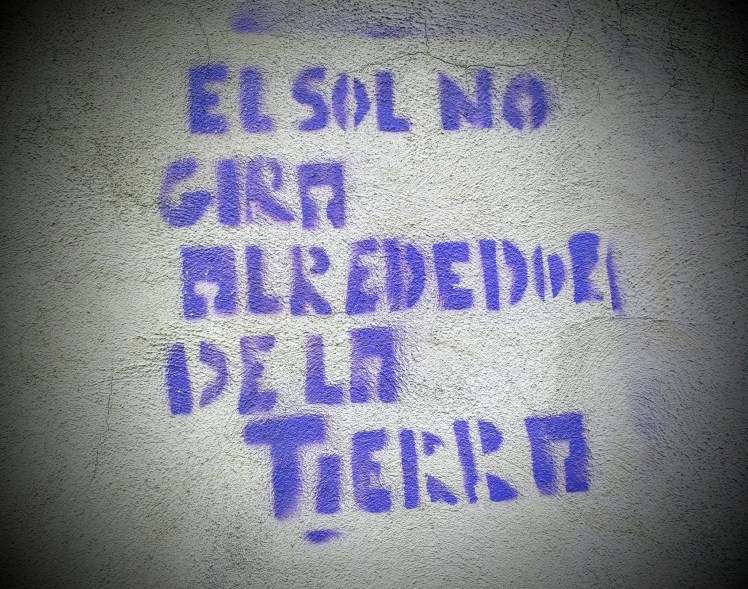 EL SOL NO
GIRA
ALREDEDOR
DE LA
TIERRA